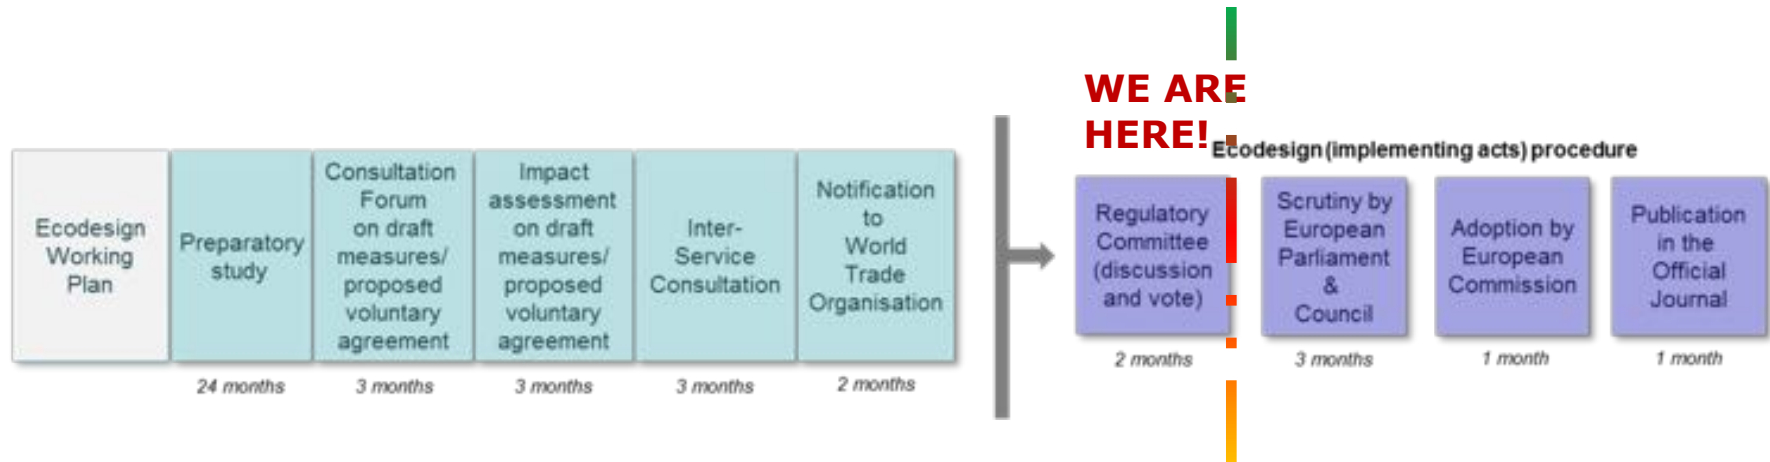 WE ARE
HERE!
Ecodesign (implementing acts) procedure
Ecodesign
Working
Plan
Preparatory
study
24 months
Consultation
Forum
on draft
measures/
proposed
voluntary
agreement
3 months
Impact
assessment
on draft
measures/
proposed
voluntary
agreement
3 months
Inter-
Service
Consultation
3 months
Notification
to
World
Trade
Organisation
2 months
Regulatory
Committee
(discussion
and vote)
2 months
Scrutiny by
European
Parliament
&
Council
3 months
Adoption by
European
Commission
1 month
Publication
in the
Official
Journal
1 month